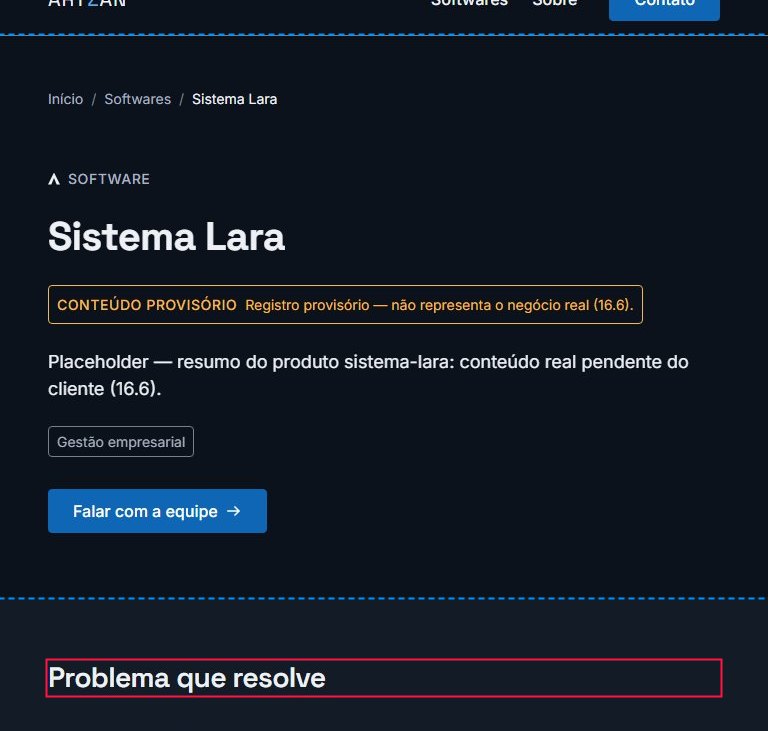 ARTZAN
Softwares Sobre Contato
Início / Softwares / Sistema Lara
SOFTWARE
Sistema Lara
CONTEÚDO PROVISÓRIO Registro provisório — não representa o negócio real (16.6).
Placeholder — resumo do produto sistema-lara: conteúdo real pendente do
cliente (16.6).
Gestão empresarial
Falar com a equipe →
Problema que resolve